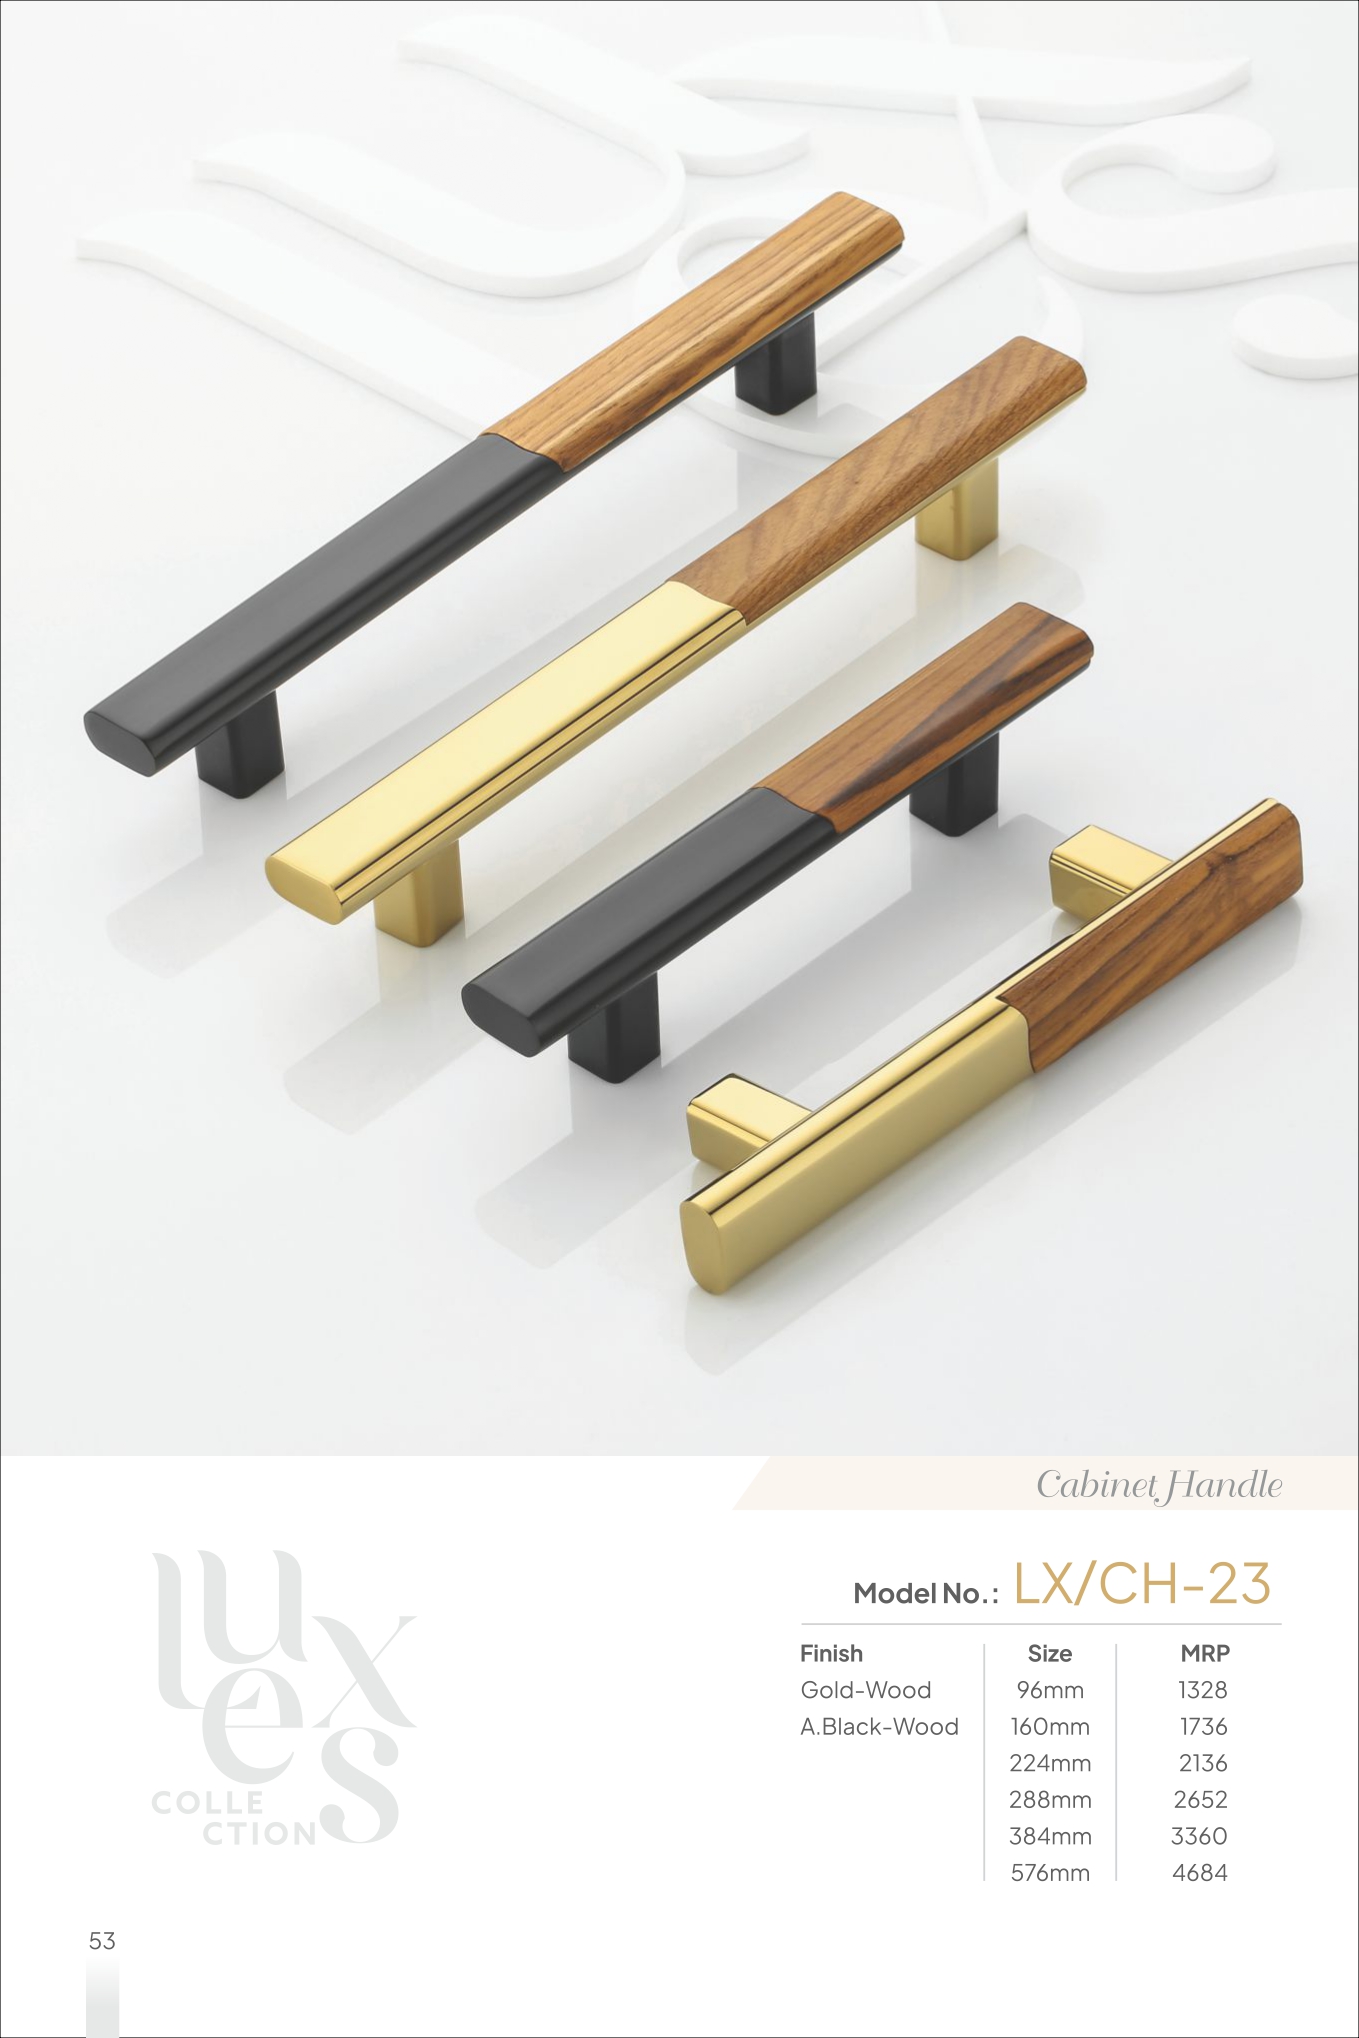 Cabinet Handle
luxes
COLLE
CTION
Model No.: LX/CH-23
Finish Size MRP
Gold-Wood 96mm 1328
A.Black-Wood 160mm 1736
224mm 2136
288mm 2652
384mm 3360
576mm 4684
53